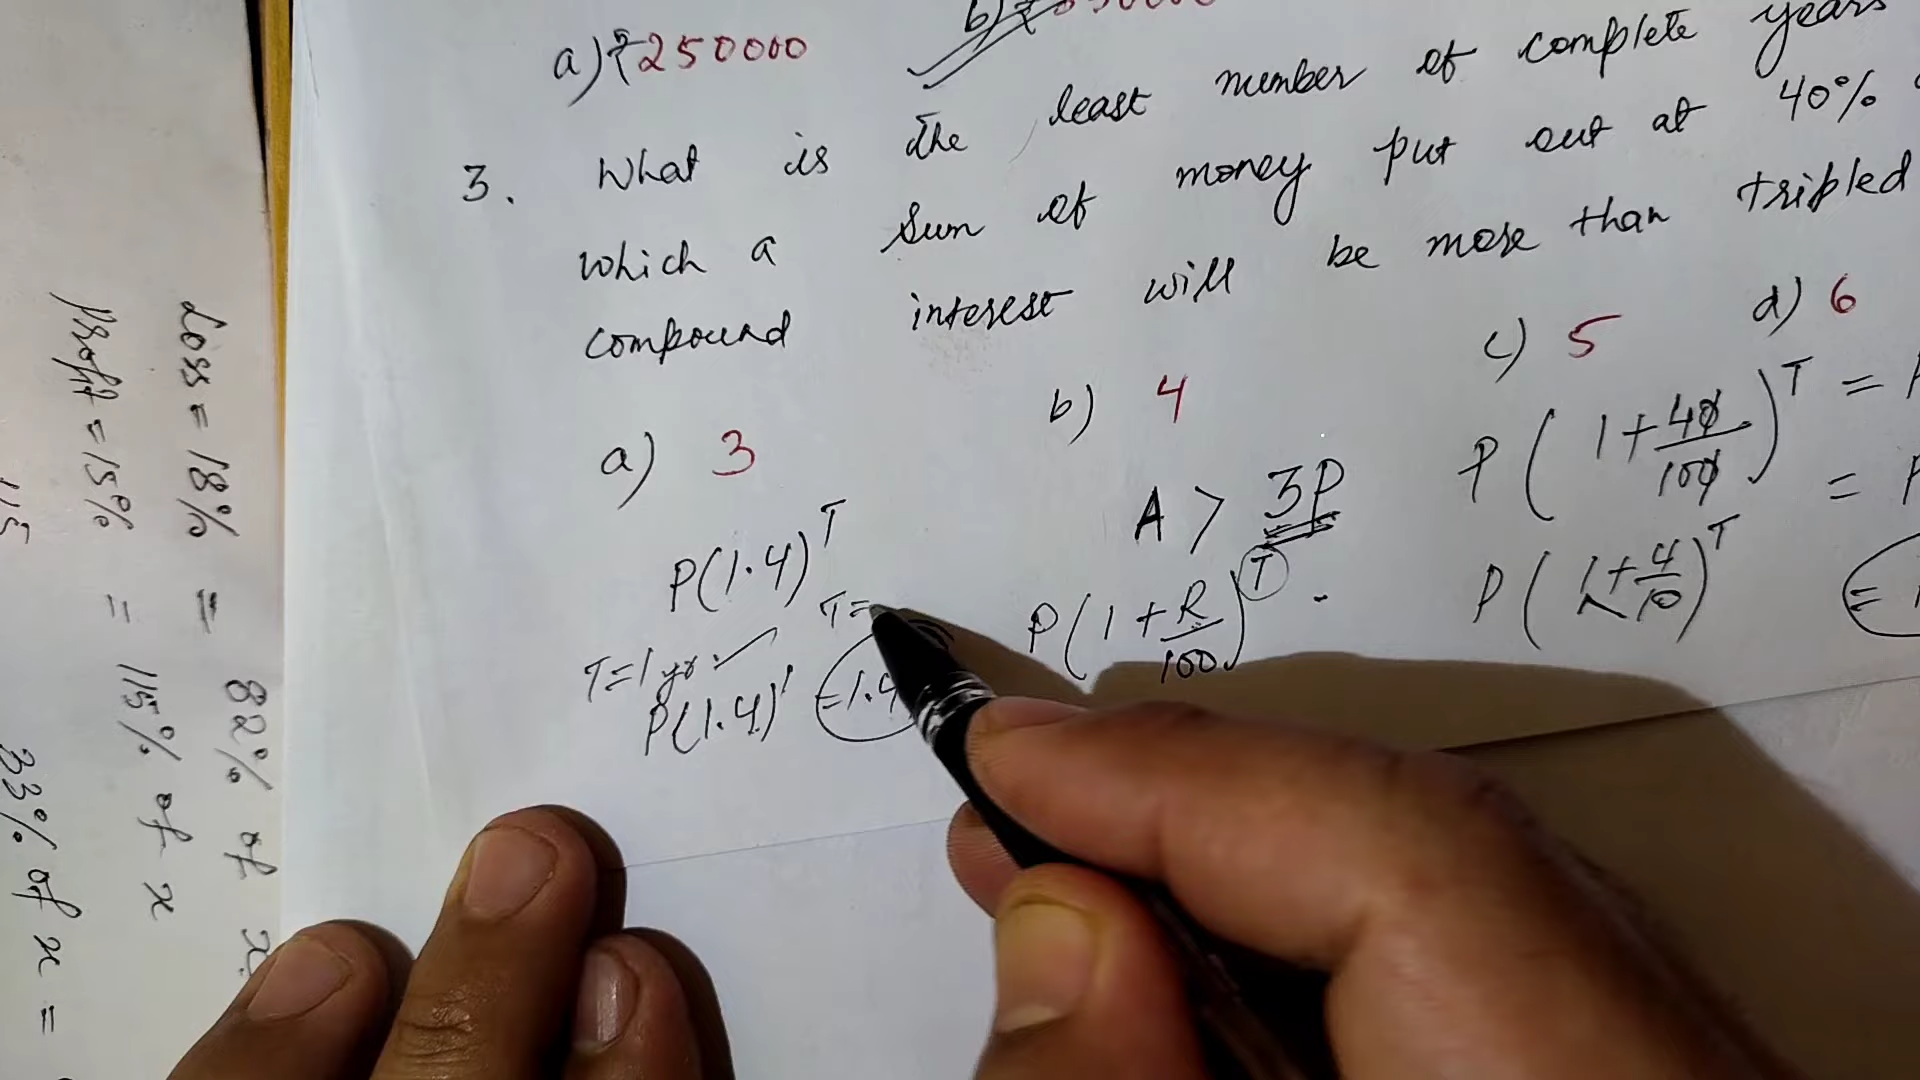 a) ₹250000
b) ₹
3. What is the least number of complete years
which a sum of money put out at 40%
compound interest will be more than tripled
a) 3 b) 4 c) 5 d) 6
P(1.4)^T
A > 3P
P(1+40/100)^T =
T=1 yr. T=
P(1+R/100)^T
P(1+4/10)^T =
P(1.4)^1 =1.4
Loss = 18% = 82% of x
Profit = 15% = 115% of x
33% of x =